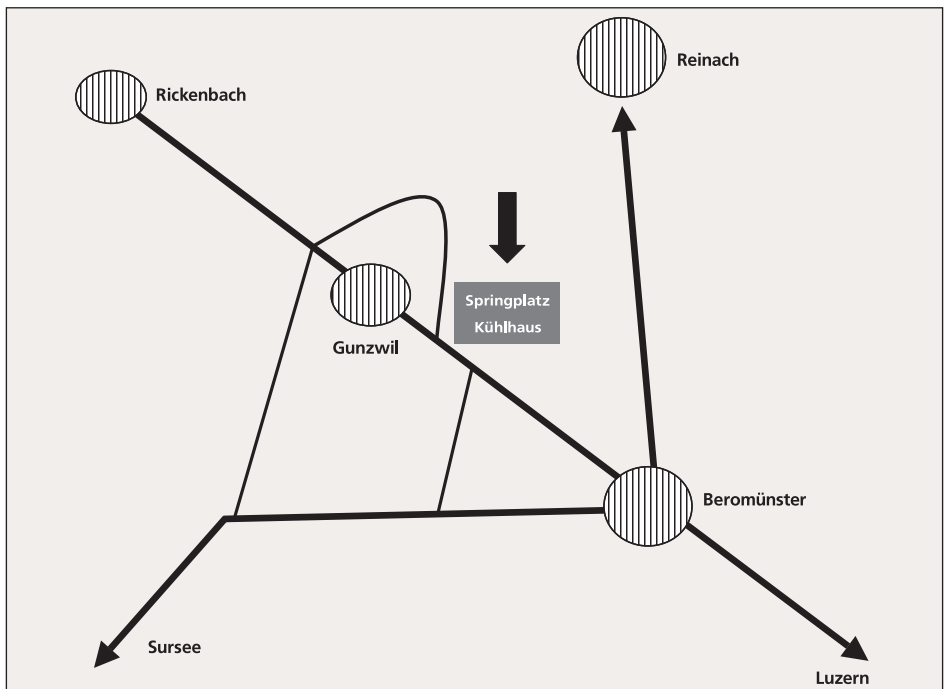 Reinach
Rickenbach
Springplatz
Kühlhaus
Gunzwil
Beromünster
Sursee
Luzern